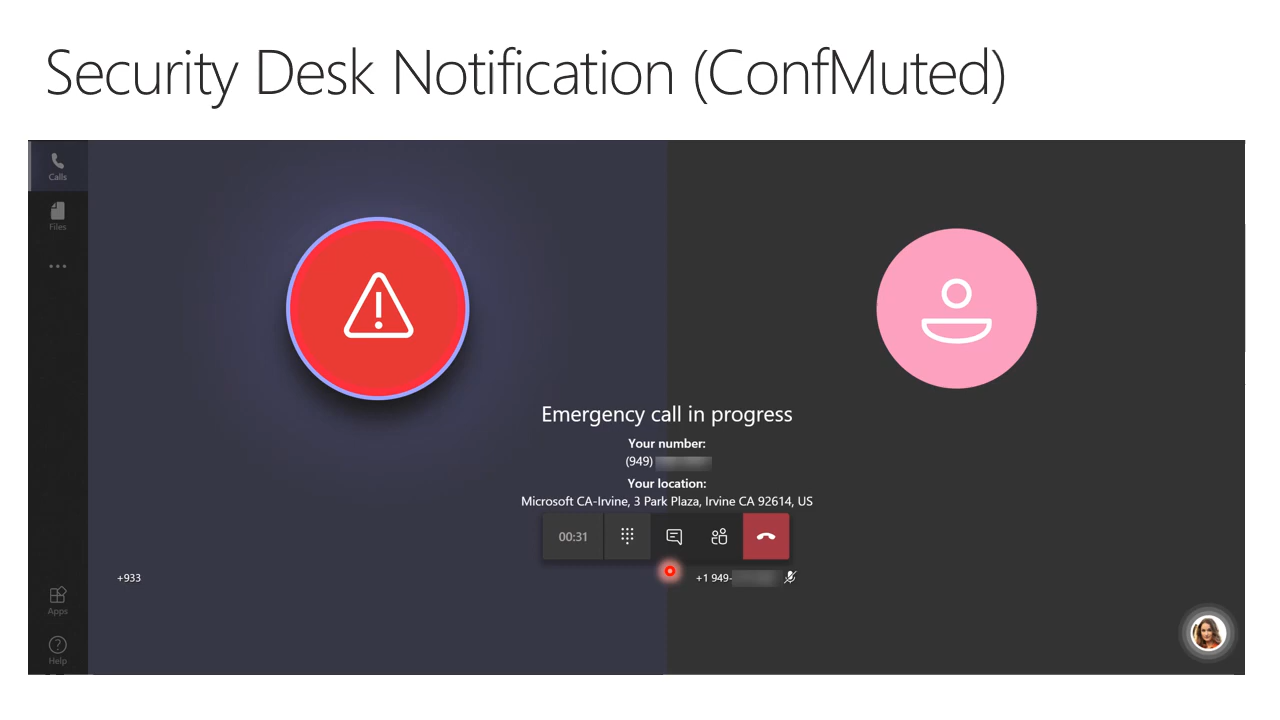 Security Desk Notification (ConfMuted)
Calls
Files
Emergency call in progress
Your number:
(949)
Your location:
Microsoft CA-Irvine, 3 Park Plaza, Irvine CA 92614, US
00:31
+933
+1 949-
Apps
Help